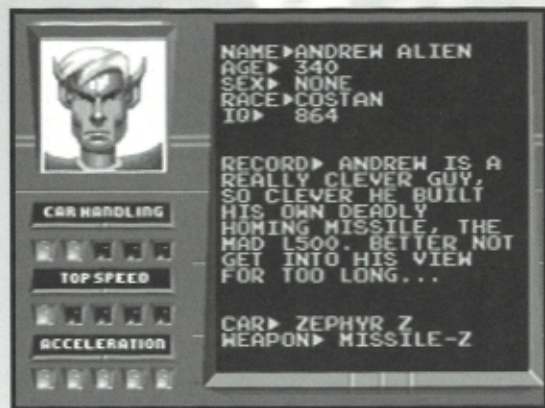 NAME▶ANDREW ALIEN
AGE▶ 340
SEX▶ NONE
RACE▶COSTAN
IQ▶ 864
RECORD▶ ANDREW IS A
REALLY CLEVER GUY,
SO CLEVER HE BUILT
HIS OWN DEADLY
HOMING MISSILE, THE
MAD L500. BETTER NOT
GET INTO HIS VIEW
FOR TOO LONG...
CAR▶ ZEPHYR Z
WEAPON▶ MISSILE-Z
CAR HANDLING
TOP SPEED
ACCELERATION